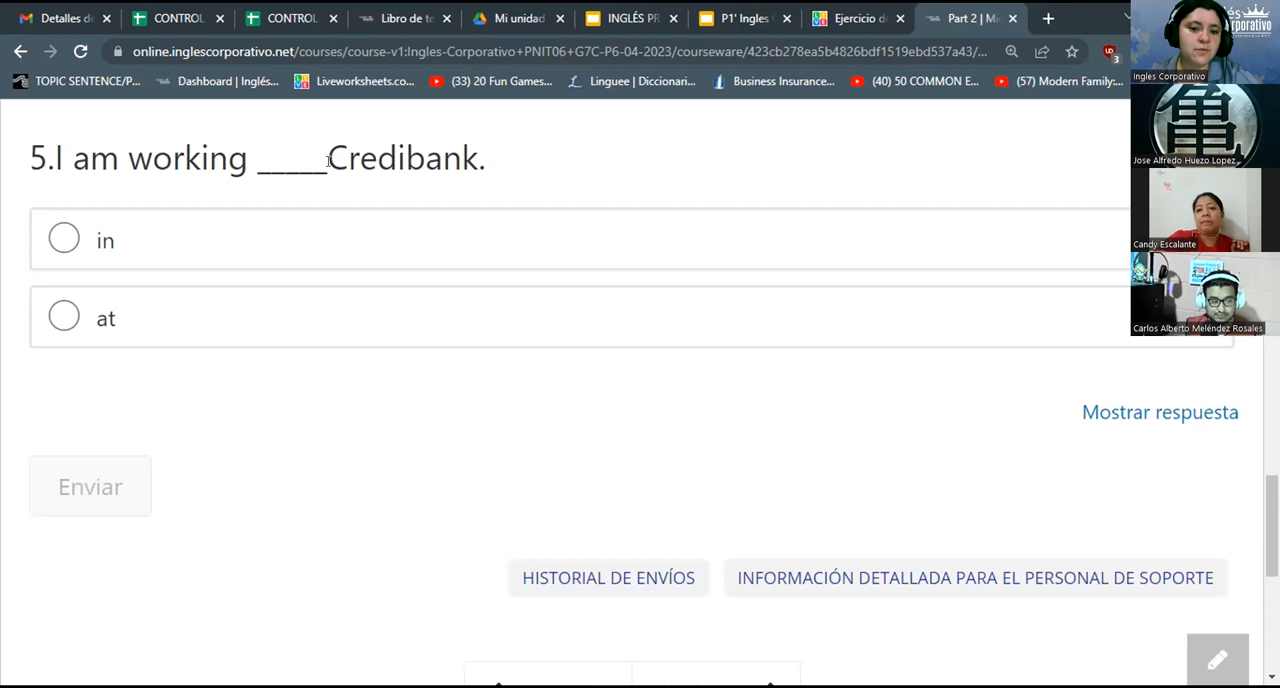 Detalles de
CONTROL
CONTROL
Libro de te
Mi unidad
INGLÉS PR
P1' Ingles
Ejercicio de
Part 2 | Mi
online.inglescorporativo.net/courses/course-v1:Ingles-Corporativo+PNIT06+G7C-P6-04-2023/courseware/423cb278ea5b4826bdf1519ebd537a43/...
3
TOPIC SENTENCE/P...
Dashboard | Inglés...
Liveworksheets.co...
(33) 20 Fun Games...
Linguee | Diccionari...
Business Insurance...
(40) 50 COMMON E...
(57) Modern Family:...
Ingles Corporativo
亀
Jose Alfredo Huezo Lopez
Candy Escalante
Carlos Alberto Meléndez Rosales
5.I am working _____Credibank.
in
at
Mostrar respuesta
Enviar
HISTORIAL DE ENVÍOS
INFORMACIÓN DETALLADA PARA EL PERSONAL DE SOPORTE